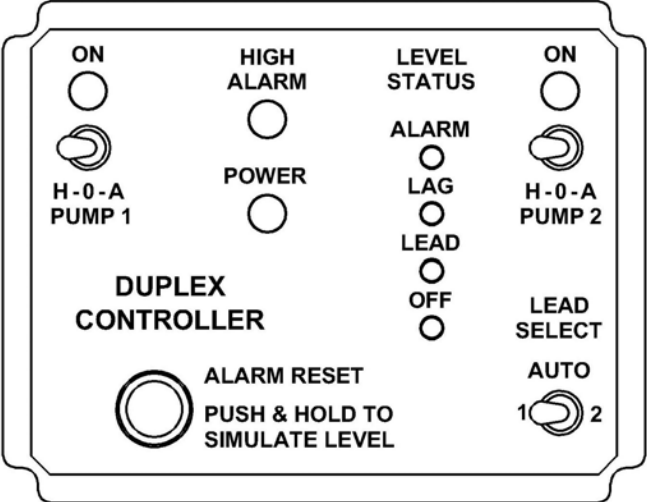 ON
H-0-A
PUMP 1
HIGH
ALARM
POWER
LEVEL
STATUS
ALARM
LAG
LEAD
OFF
ON
H-0-A
PUMP 2
DUPLEX
CONTROLLER
LEAD
SELECT
AUTO
1 2
ALARM RESET
PUSH & HOLD TO
SIMULATE LEVEL